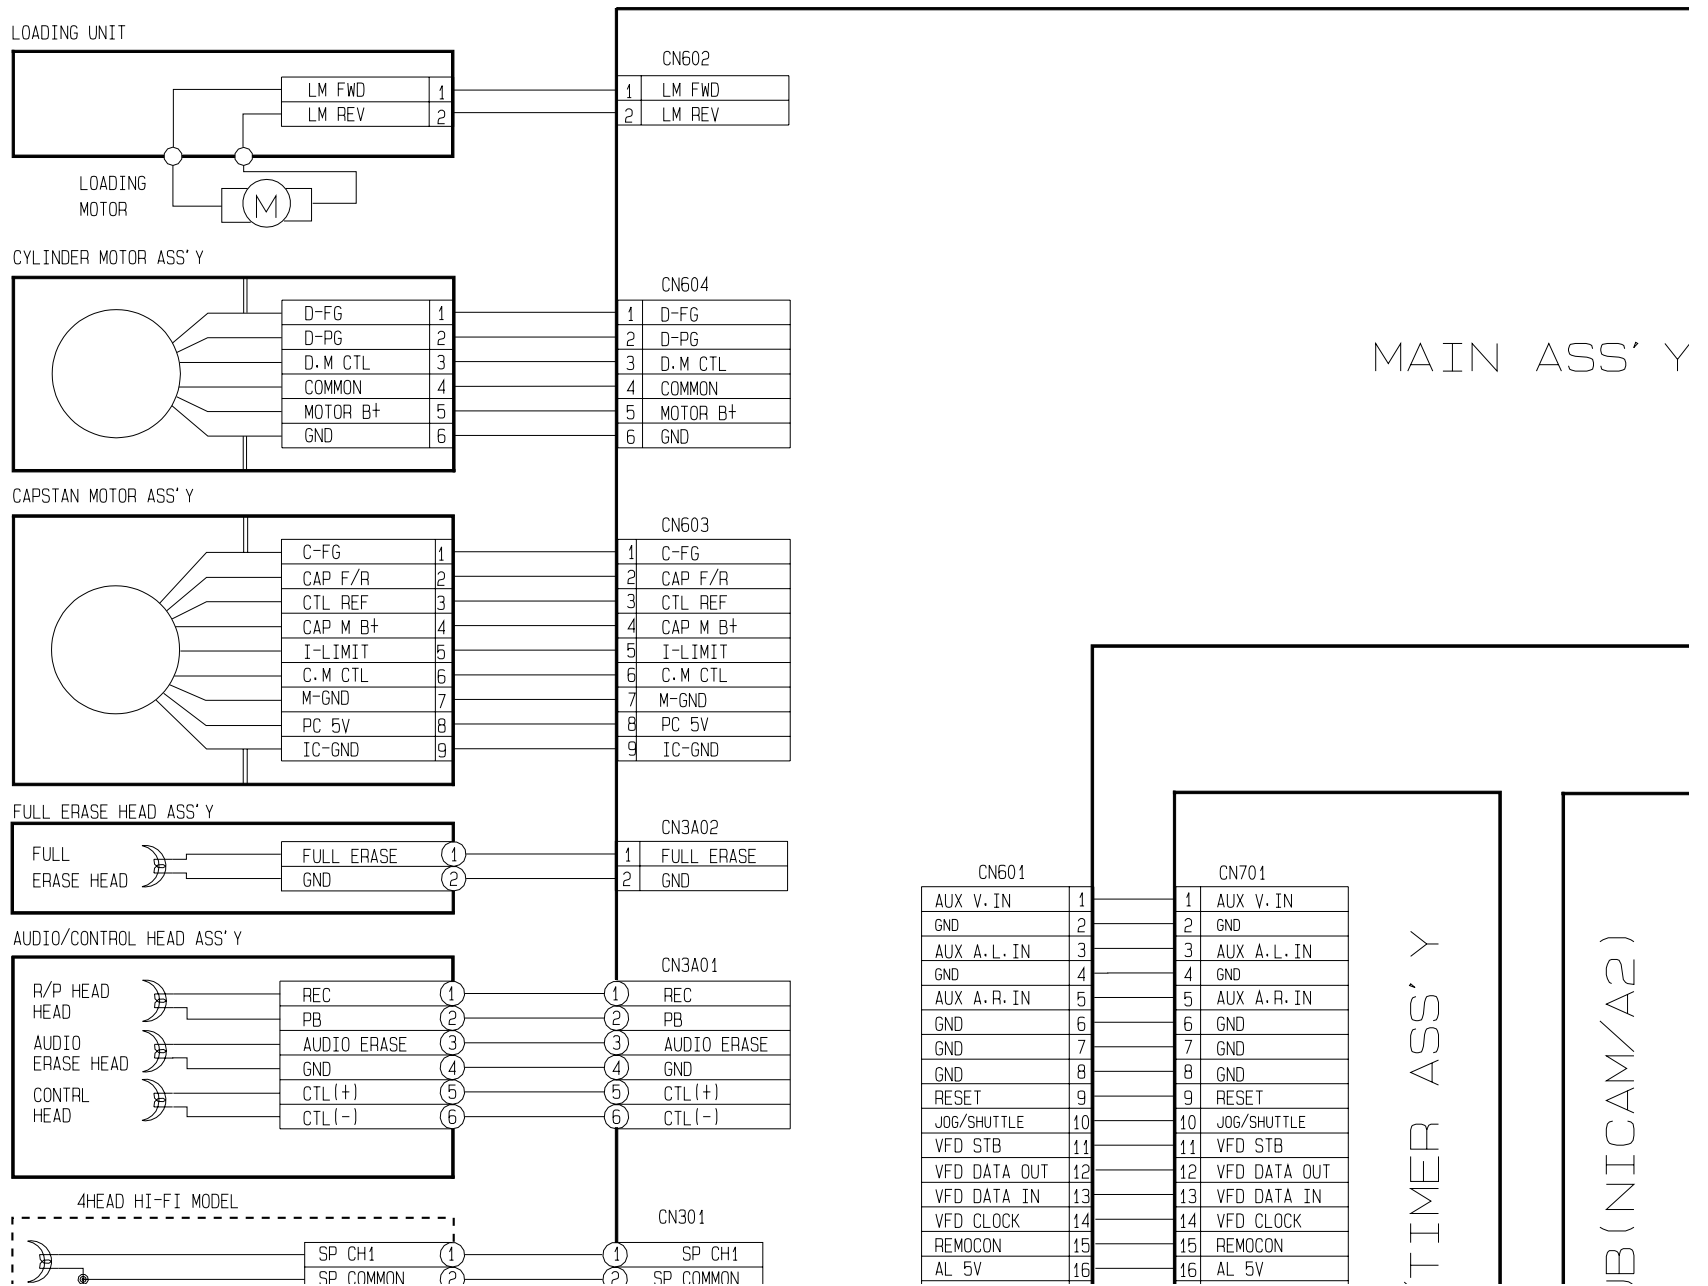 LOADING UNIT
LM FWD 1
LM REV 2
LOADING
MOTOR
M
CN602
1 LM FWD
2 LM REV
CYLINDER MOTOR ASS'Y
D-FG 1
D-PG 2
D.M CTL 3
COMMON 4
MOTOR B+ 5
GND 6
CN604
1 D-FG
2 D-PG
3 D.M CTL
4 COMMON
5 MOTOR B+
6 GND
MAIN ASS'Y
CAPSTAN MOTOR ASS'Y
C-FG 1
CAP F/R 2
CTL REF 3
CAP M B+ 4
I-LIMIT 5
C.M CTL 6
M-GND 7
PC 5V 8
IC-GND 9
CN603
1 C-FG
2 CAP F/R
3 CTL REF
4 CAP M B+
5 I-LIMIT
6 C.M CTL
7 M-GND
8 PC 5V
9 IC-GND
FULL ERASE HEAD ASS'Y
FULL
ERASE HEAD
FULL ERASE 1
GND 2
CN3A02
1 FULL ERASE
2 GND
AUDIO/CONTROL HEAD ASS'Y
R/P HEAD
HEAD
AUDIO
ERASE HEAD
CONTRL
HEAD
REC 1
PB 2
AUDIO ERASE 3
GND 4
CTL(+) 5
CTL(-) 6
CN3A01
1 REC
2 PB
3 AUDIO ERASE
4 GND
5 CTL(+)
6 CTL(-)
4HEAD HI-FI MODEL
SP CH1 1
SP COMMON 2
CN301
1 SP CH1
2 SP COMMON
CN601
AUX V.IN 1
GND 2
AUX A.L.IN 3
GND 4
AUX A.R.IN 5
GND 6
GND 7
GND 8
RESET 9
JOG/SHUTTLE 10
VFD STB 11
VFD DATA OUT 12
VFD DATA IN 13
VFD CLOCK 14
REMOCON 15
AL 5V 16
CN701
1 AUX V.IN
2 GND
3 AUX A.L.IN
4 GND
5 AUX A.R.IN
6 GND
7 GND
8 GND
9 RESET
10 JOG/SHUTTLE
11 VFD STB
12 VFD DATA OUT
13 VFD DATA IN
14 VFD CLOCK
15 REMOCON
16 AL 5V
/TIMER ASS'Y
B(NICAM/A2)